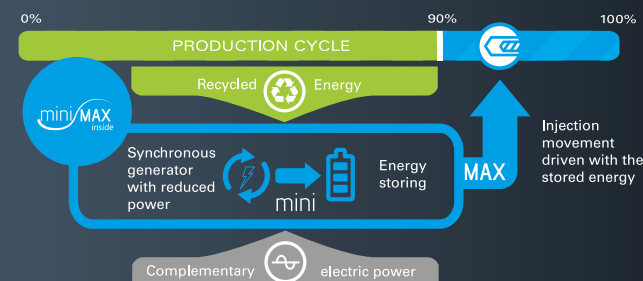 0%
90%
100%
PRODUCTION CYCLE
Recycled Energy
mini MAX
inside
Synchronous
generator
with reduced
power
mini
Energy
storing
MAX
Injection
movement
driven with the
stored energy
Complementary electric power